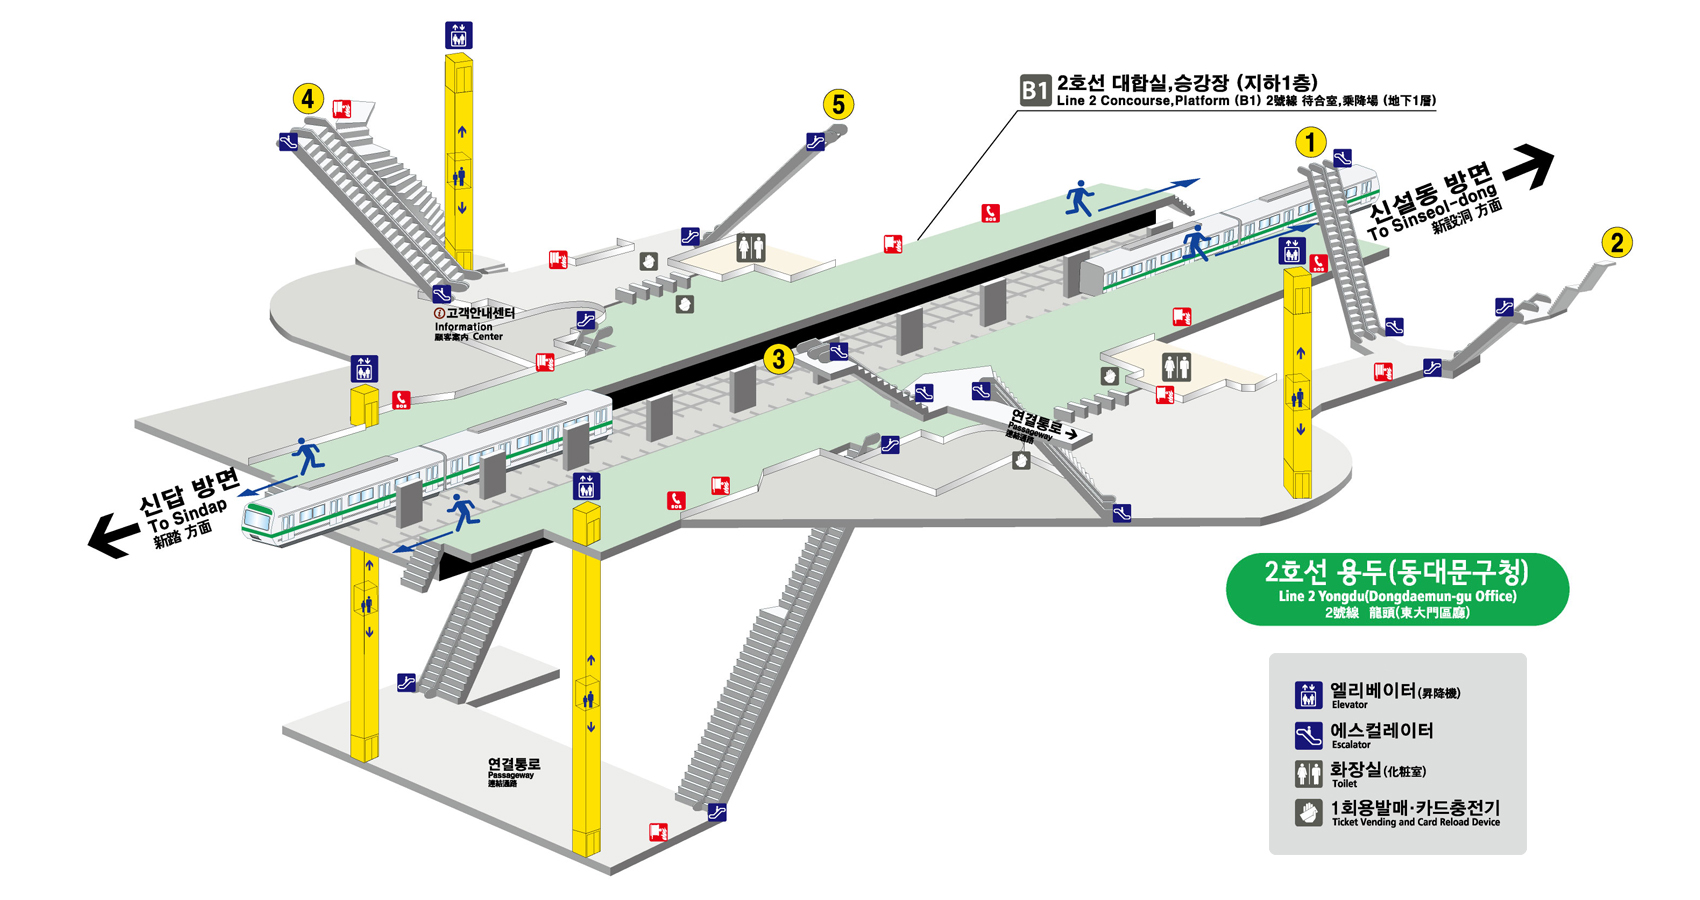 4
5
B1
2호선 대합실,승강장 (지하1층)
Line 2 Concourse,Platform (B1) 2號線 待合室,乘降場 (地下1層)
1
신설동 방면
To Sinseol-dong
新設洞 方面
2
i 고객안내센터
Information
顧客案內 Center
SOS
SOS
3
SOS
연결통로
Passageway
連結通路
신답 방면
To Sindap
新踏 方面
SOS
연결통로
Passageway
連結通路
2호선 용두(동대문구청)
Line 2 Yongdu(Dongdaemun-gu Office)
2號線 龍頭(東大門區廳)
엘리베이터(昇降機)
Elevator
에스컬레이터
Escalator
화장실(化粧室)
Toilet
1회용발매·카드충전기
Ticket Vending and Card Reload Device